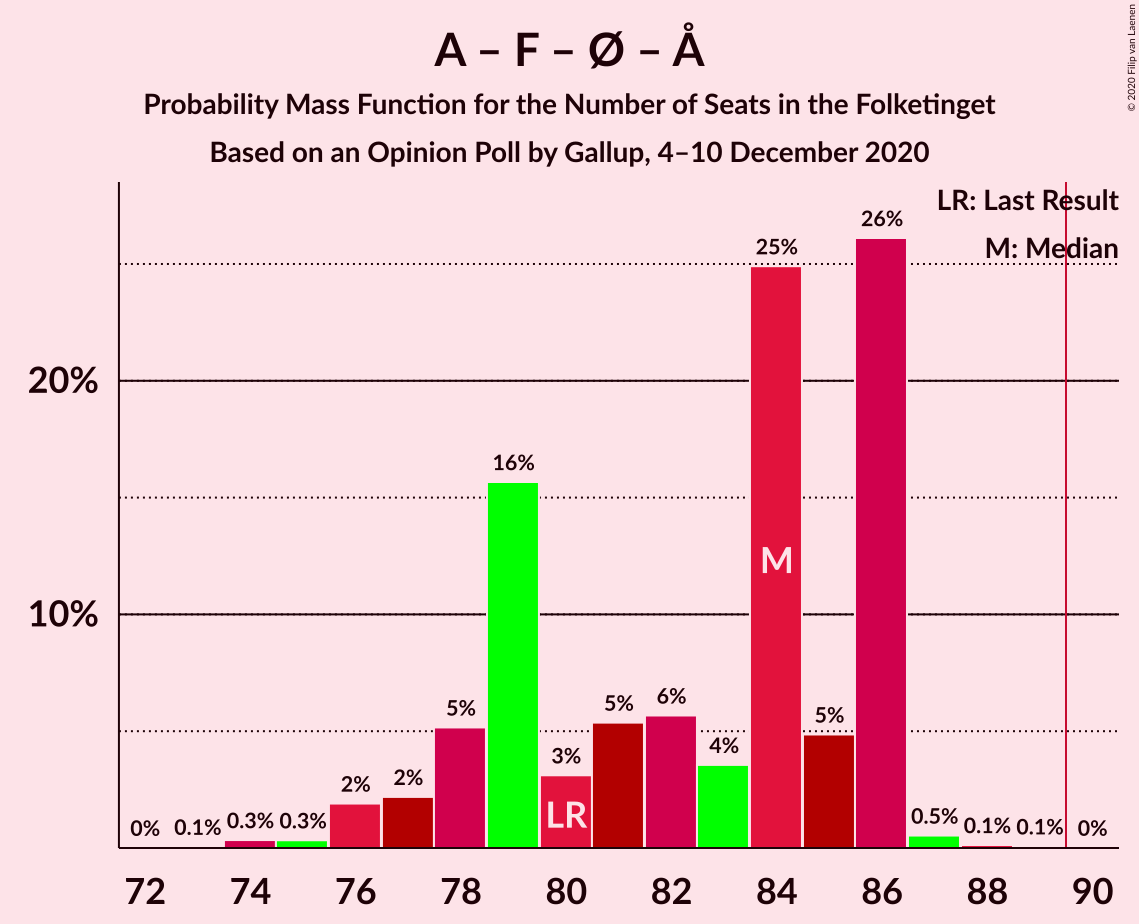 A – F – Ø – Å
Probability Mass Function for the Number of Seats in the Folketinget
Based on an Opinion Poll by Gallup, 4–10 December 2020
© 2020 Filip van Laenen
LR: Last Result
M: Median
26%
25%
20%
16%
M
10%
6%
5% 5% 5%
4%
3%
2% 2%
LR
0% 0.1% 0.3% 0.3% 0.5% 0.1% 0.1% 0%
72 74 76 78 80 82 84 86 88 90